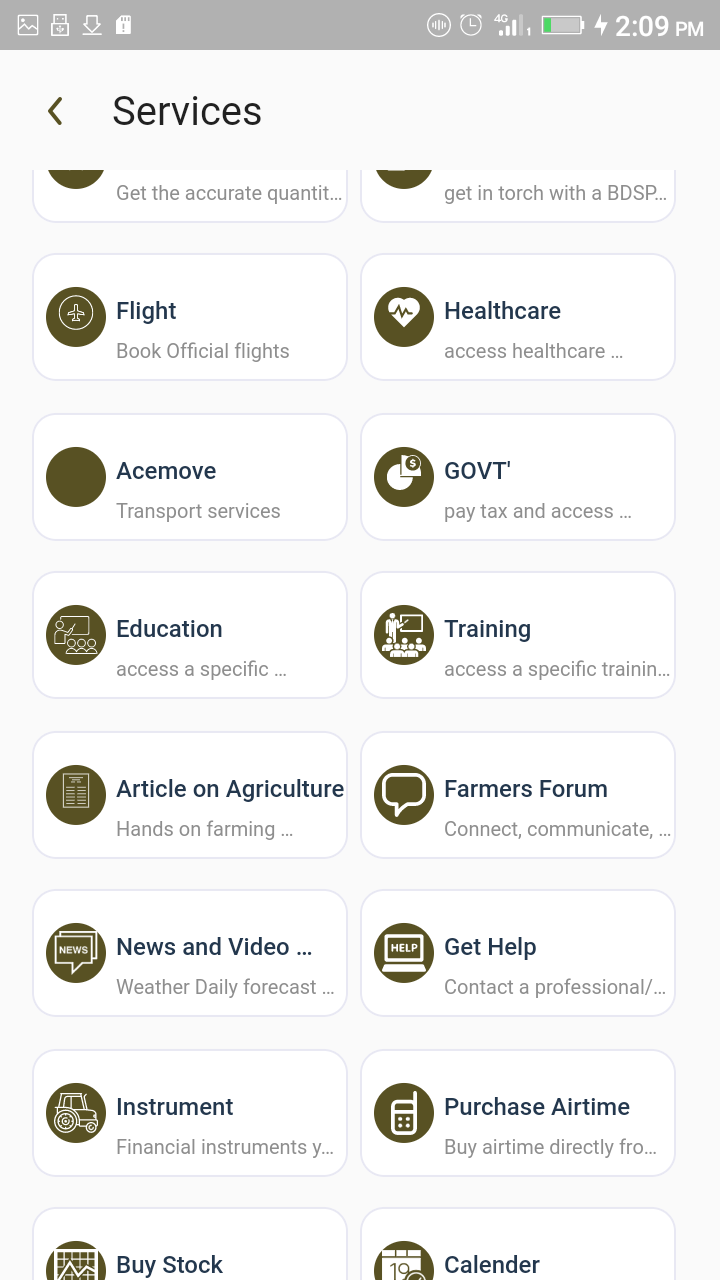 4G 1 2:09 PM
Services
Get the accurate quantit...
get in torch with a BDSP...
Flight
Book Official flights
Healthcare
access healthcare ...
Acemove
Transport services
GOVT'
$
pay tax and access ...
Education
access a specific ...
Training
access a specific trainin...
Article on Agriculture
Hands on farming ...
Farmers Forum
Connect, communicate, ...
NEWS
News and Video ...
Weather Daily forecast ...
HELP
Get Help
Contact a professional/...
Instrument
Financial instruments y...
Purchase Airtime
Buy airtime directly fro...
Buy Stock
19
Calender